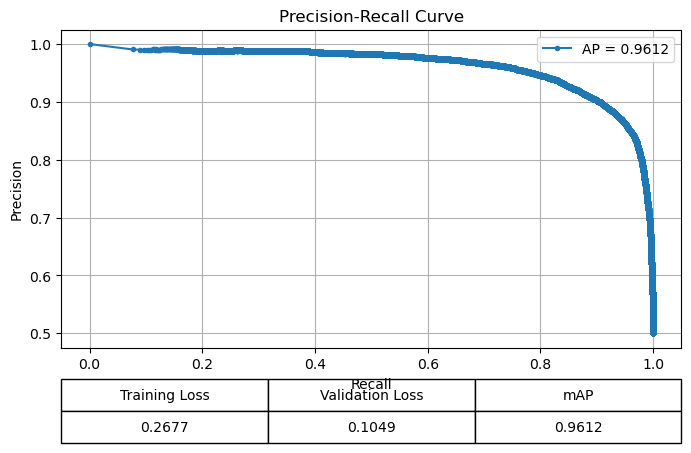 Precision-Recall Curve
AP = 0.9612
Precision
1.0
0.9
0.8
0.7
0.6
0.5
0.0 0.2 0.4 0.6 0.8 1.0
Recall
Training Loss Validation Loss mAP
0.2677 0.1049 0.9612